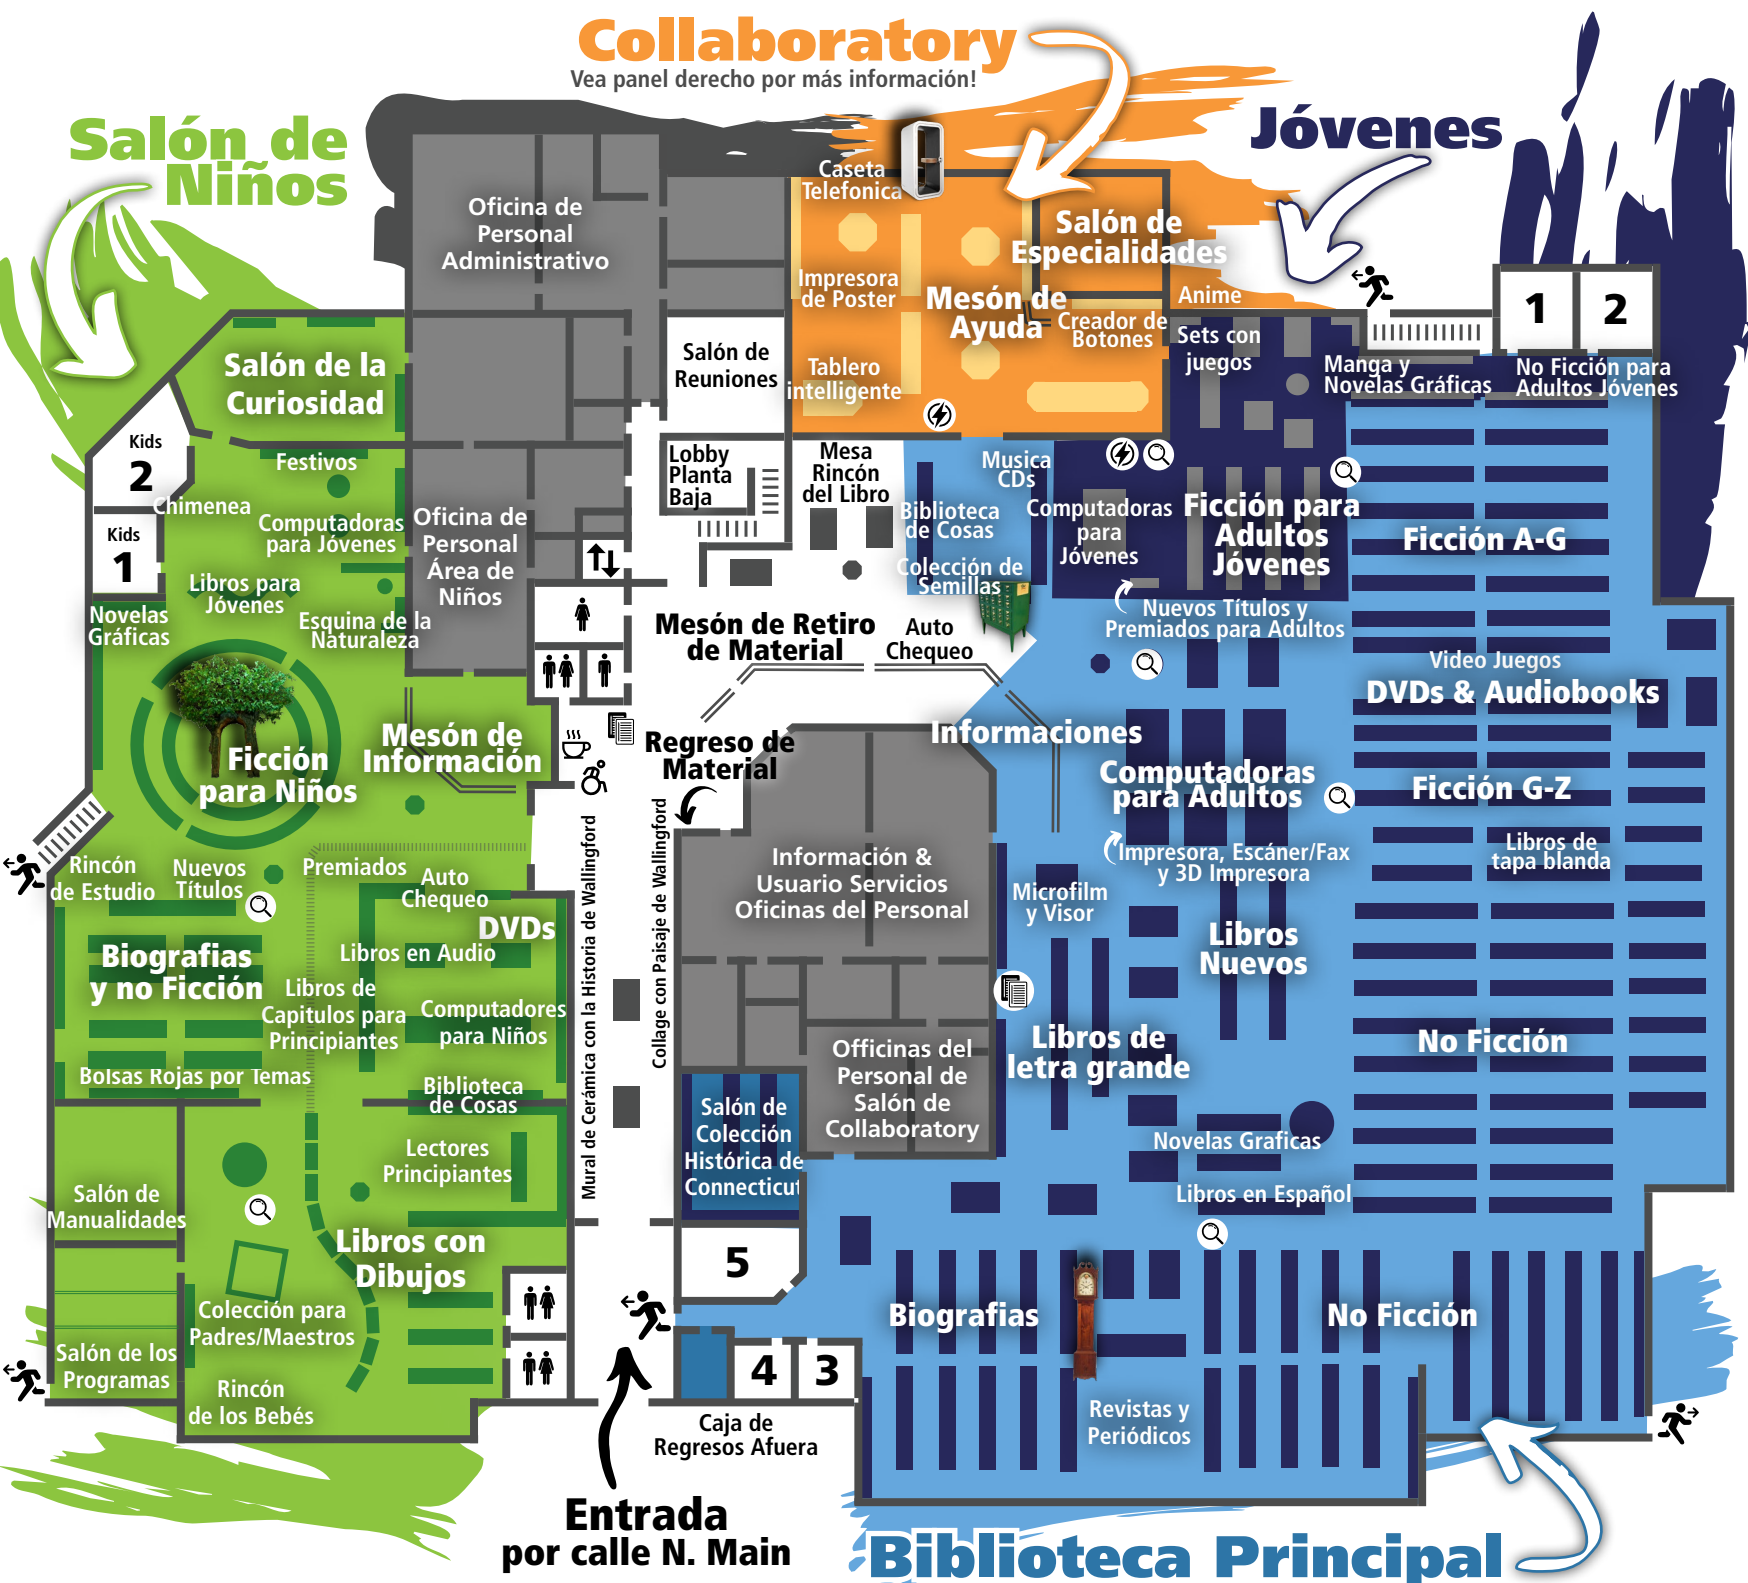 Collaboratory
Vea panel derecho por más información!
Salón de
Niños
Jóvenes
Oficina de
Personal
Administrativo
Caseta
Telefonica
Salón de
Especialidades
Impresora
de Poster
Mesón de
Ayuda
Anime
Creador de
Botones
Sets con
juegos
1
2
Salón de la
Curiosidad
Salón de
Reuniones
Tablero
inteligente
Manga y
Novelas Gráficas
No Ficción para
Adultos Jóvenes
Kids
2
Festivos
Chimenea
Computadoras
para Jóvenes
Kids
1
Libros para
Jóvenes
Novelas
Gráficas
Esquina de la
Naturaleza
Oficina de
Personal
Área de
Niños
Lobby
Planta
Baja
Mesa
Rincón
del Libro
Musica
CDs
Biblioteca
de Cosas
Computadoras
para
Jóvenes
Ficción para
Adultos
Jóvenes
Ficción A-G
Colección de
Semillas
Nuevos Títulos y
Premiados para Adultos
Mesón de Retiro
de Material
Auto
Chequeo
Video Juegos
DVDs & Audiobooks
Mesón de
Información
Ficción
para Niños
Regreso de
Material
Informaciones
Computadoras
para Adultos
Ficción G-Z
Libros de
tapa blanda
Impresora, Escáner/Fax
y 3D Impresora
Rincón
de Estudio
Nuevos
Títulos
Premiados
Auto
Chequeo
DVDs
Libros en Audio
Biografias
y no Ficción
Libros de
Capitulos para
Principiantes
Computadores
para Niños
Bolsas Rojas por Temas
Biblioteca
de Cosas
Mural de Cerámica con la Historia de Wallingford
Collage con Paisaje de Wallingford
Información &
Usuario Servicios
Oficinas del Personal
Microfilm
y Visor
Libros
Nuevos
Libros de
letra grande
No Ficción
Officinas del
Personal de
Salón de
Collaboratory
Salón de
Colección
Histórica de
Connecticut
Novelas Graficas
Libros en Español
Lectores
Principiantes
Salón de
Manualidades
Libros con
Dibujos
Colección para
Padres/Maestros
Salón de los
Programas
Rincón
de los Bebés
5
4
3
Biografias
No Ficción
Revistas y
Periódicos
Caja de
Regresos Afuera
Entrada
por calle N. Main
Biblioteca Principal